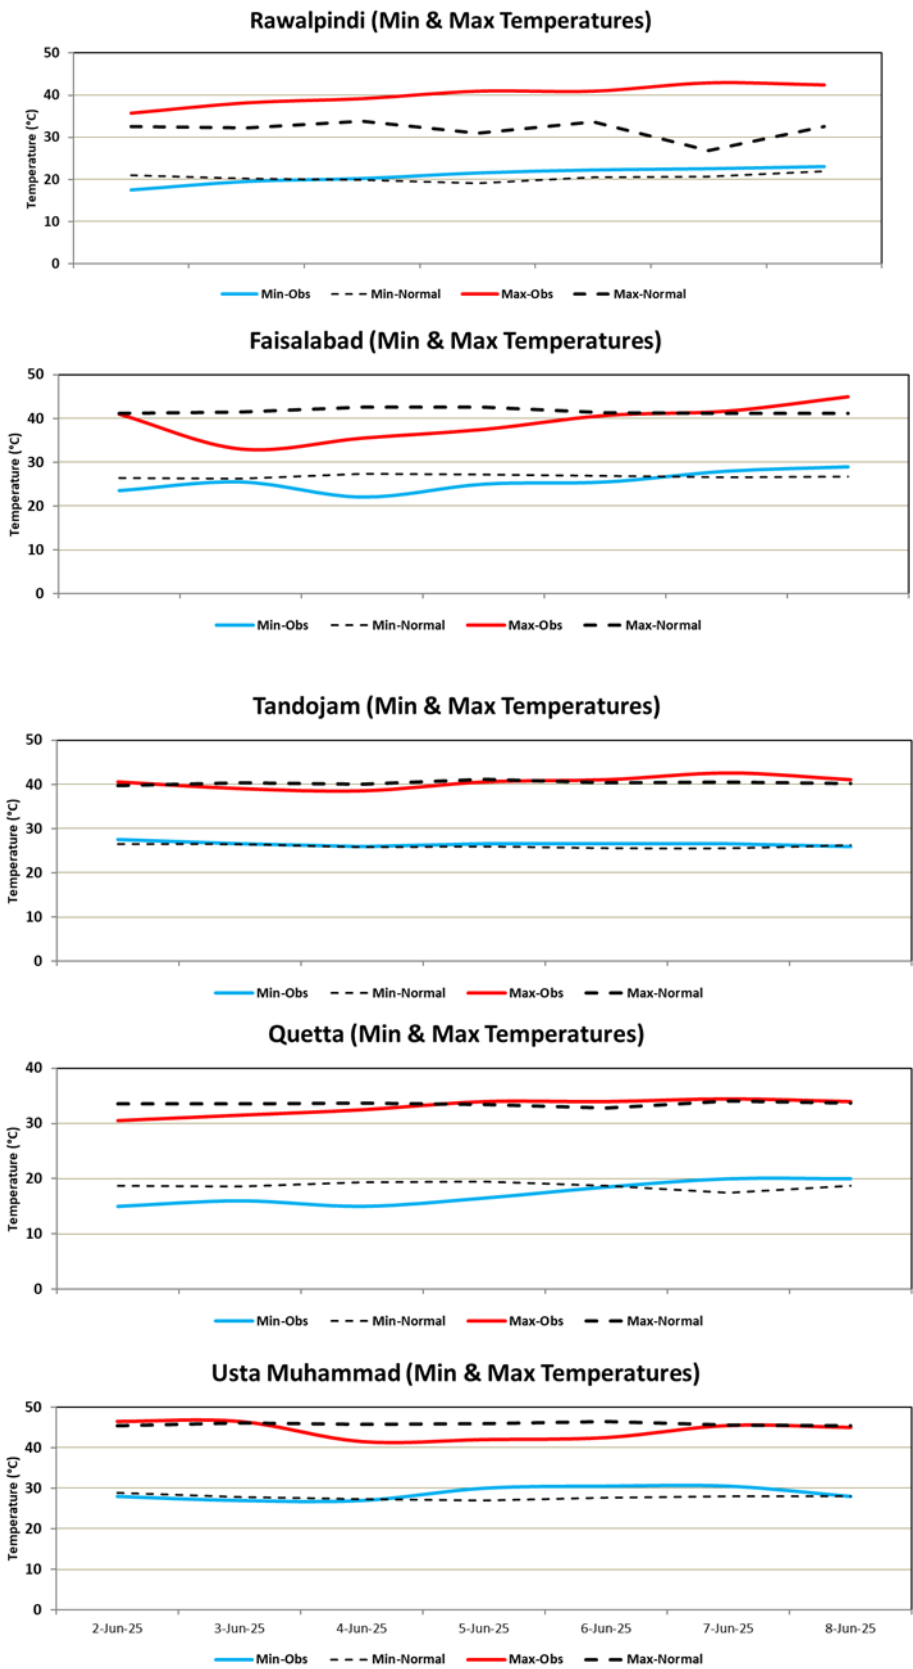 Rawalpindi (Min & Max Temperatures)
50
40
30
20
10
0
Temperature (°C)
Min-Obs Min-Normal Max-Obs Max-Normal
Faisalabad (Min & Max Temperatures)
50
40
30
20
10
0
Temperature (°C)
Min-Obs Min-Normal Max-Obs Max-Normal
Tandojam (Min & Max Temperatures)
50
40
30
20
10
0
Temperature (°C)
Min-Obs Min-Normal Max-Obs Max-Normal
Quetta (Min & Max Temperatures)
40
30
20
10
0
Temperature (°C)
Min-Obs Min-Normal Max-Obs Max-Normal
Usta Muhammad (Min & Max Temperatures)
50
40
30
20
10
0
Temperature (°C)
2-Jun-25 3-Jun-25 4-Jun-25 5-Jun-25 6-Jun-25 7-Jun-25 8-Jun-25
Min-Obs Min-Normal Max-Obs Max-Normal